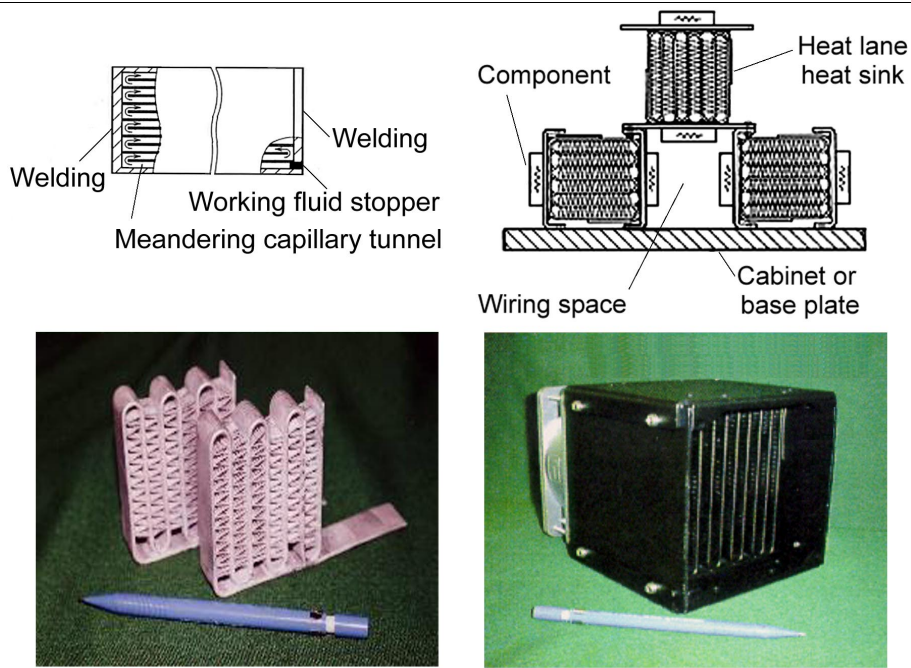 Welding
Welding
Working fluid stopper
Meandering capillary tunnel
Component
Heat lane
heat sink
Wiring space
Cabinet or
base plate